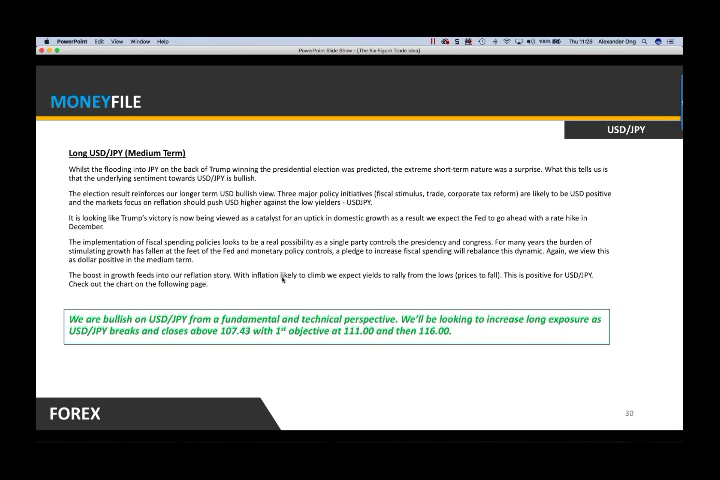 PowerPoint Edit View Window Help 100% Thu 11:28 Alexander Ong
PowerPoint Slide Show - [The Six Figure Trade Idea]
MONEYFILE
USD/JPY
Long USD/JPY (Medium Term)
Whilst the flooding into JPY on the back of Trump winning the presidential election was predicted, the extreme short-term nature was a surprise. What this tells us is
that the underlying sentiment towards USD/JPY is bullish.
The election result reinforces our longer term USD bullish view. Three major policy initiatives (fiscal stimulus, trade, corporate tax reform) are likely to be USD positive
and the markets focus on reflation should push USD higher against the low yielders - USDJPY.
It is looking like Trump's victory is now being viewed as a catalyst for an uptick in domestic growth as a result we expect the Fed to go ahead with a rate hike in
December.
The implementation of fiscal spending policies looks to be a real possibility as a single party controls the presidency and congress. For many years the burden of
stimulating growth has fallen at the feet of the Fed and monetary policy controls, a pledge to increase fiscal spending will rebalance this dynamic. Again, we view this
as dollar positive in the medium term.
The boost in growth feeds into our reflation story. With inflation likely to climb we expect yields to rally from the lows (prices to fall). This is positive for USD/JPY.
Check out the chart on the following page.
We are bullish on USD/JPY from a fundamental and technical perspective. We'll be looking to increase long exposure as
USD/JPY breaks and closes above 107.43 with 1st objective at 111.00 and then 116.00.
FOREX
30